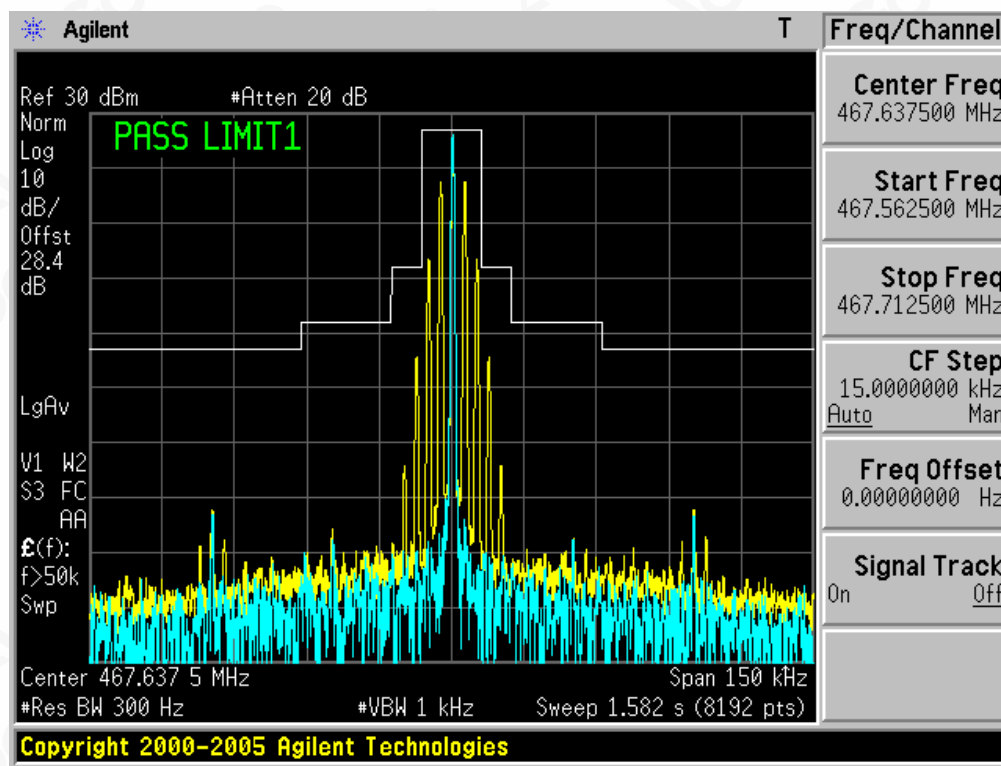 Agilent T Freq/Channel
Ref 30 dBm #Atten 20 dB
Norm
Log
10
dB/
Offst
28.4
dB
PASS LIMIT1
LgAv
V1 W2
S3 FC
AA
£(f):
f>50k
Swp
Center 467.637 5 MHz Span 150 kHz
#Res BW 300 Hz #VBW 1 kHz Sweep 1.582 s (8192 pts)
Copyright 2000-2005 Agilent Technologies
Center Freq
467.637500 MHz
Start Freq
467.562500 MHz
Stop Freq
467.712500 MHz
CF Step
15.0000000 kHz
Auto Man
Freq Offset
0.00000000 Hz
Signal Track
On Off